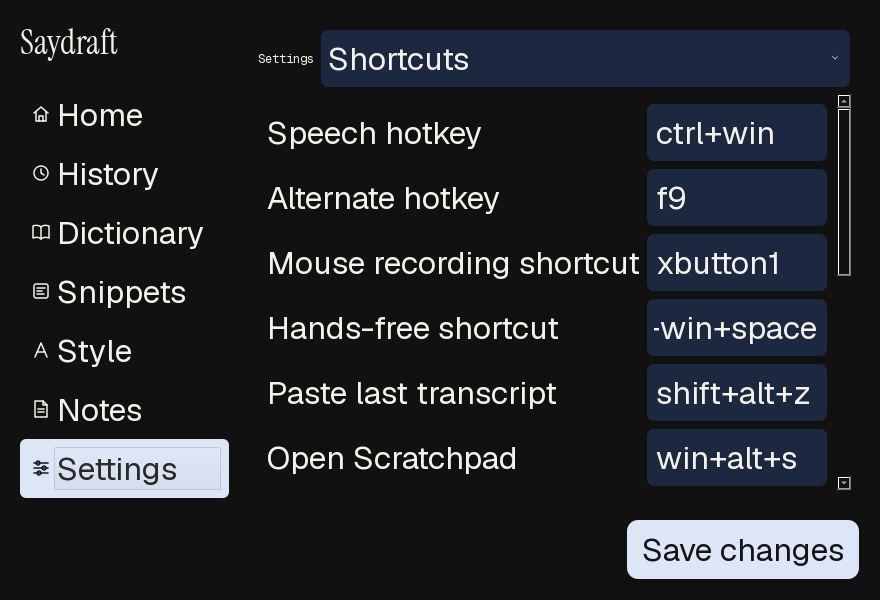 Saydraft
Home
History
Dictionary
Snippets
Style
Notes
Settings
Settings Shortcuts
Speech hotkey ctrl+win
Alternate hotkey f9
Mouse recording shortcut xbutton1
Hands-free shortcut -win+space
Paste last transcript shift+alt+z
Open Scratchpad win+alt+s
Save changes